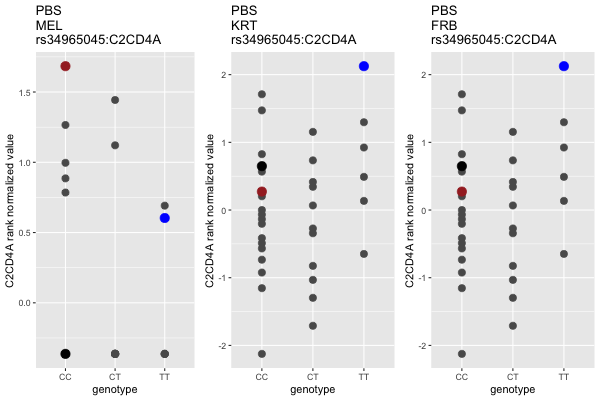 PBS
MEL
rs34965045:C2CD4A
C2CD4A rank normalized value
1.5
1.0
0.5
0.0
CC
CT
TT
genotype
PBS
KRT
rs34965045:C2CD4A
C2CD4A rank normalized value
2
1
0
-1
-2
CC
CT
TT
genotype
PBS
FRB
rs34965045:C2CD4A
C2CD4A rank normalized value
2
1
0
-1
-2
CC
CT
TT
genotype